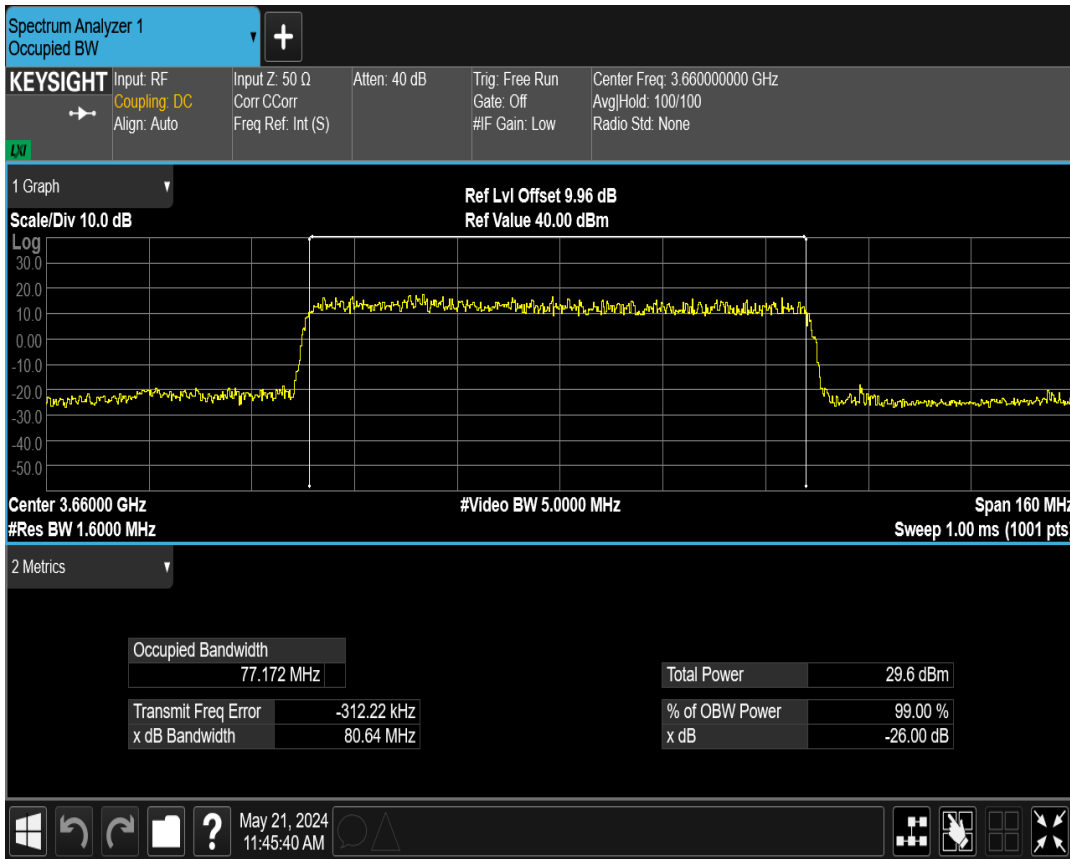 Spectrum Analyzer 1
Occupied BW
+
KEYSIGHT
LXI
Input: RF
Coupling: DC
Align: Auto
Input Z: 50 Ω
Corr CCorr
Freq Ref: Int (S)
Atten: 40 dB
Trig: Free Run
Gate: Off
#IF Gain: Low
Center Freq: 3.660000000 GHz
Avg|Hold: 100/100
Radio Std: None
1 Graph
Ref Lvl Offset 9.96 dB
Scale/Div 10.0 dB
Ref Value 40.00 dBm
Log
30.0
20.0
10.0
0.00
-10.0
-20.0
-30.0
-40.0
-50.0
Center 3.66000 GHz
#Video BW 5.0000 MHz
Span 160 MHz
#Res BW 1.6000 MHz
Sweep 1.00 ms (1001 pts)
2 Metrics
Occupied Bandwidth
77.172 MHz
Total Power 29.6 dBm
Transmit Freq Error -312.22 kHz
% of OBW Power 99.00 %
x dB Bandwidth 80.64 MHz
x dB -26.00 dB
?
May 21, 2024
11:45:40 AM